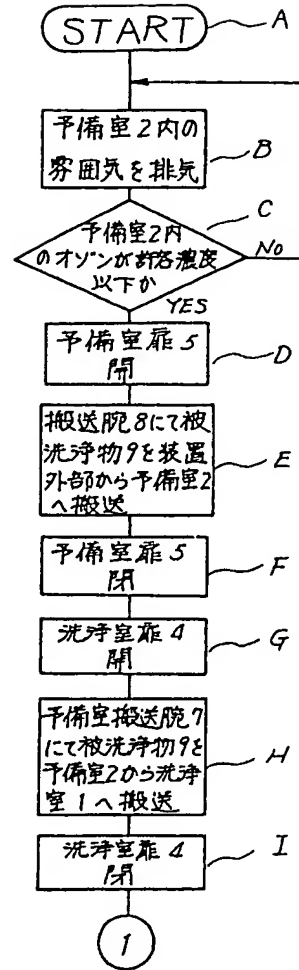 START
A
予備室2内の
雰囲気を排気
B
C
予備室2内
のオゾンが許容濃度
以下か
No
YES
予備室扉5
開
D
搬送腕8にて被
洗浄物9を装置
外部から予備室2
へ搬送
E
予備室扉5
閉
F
洗浄室扉4
開
G
予備室搬送腕7
にて被洗浄物9を
予備室2から洗浄
室1へ搬送
H
洗浄室扉4
閉
I
1